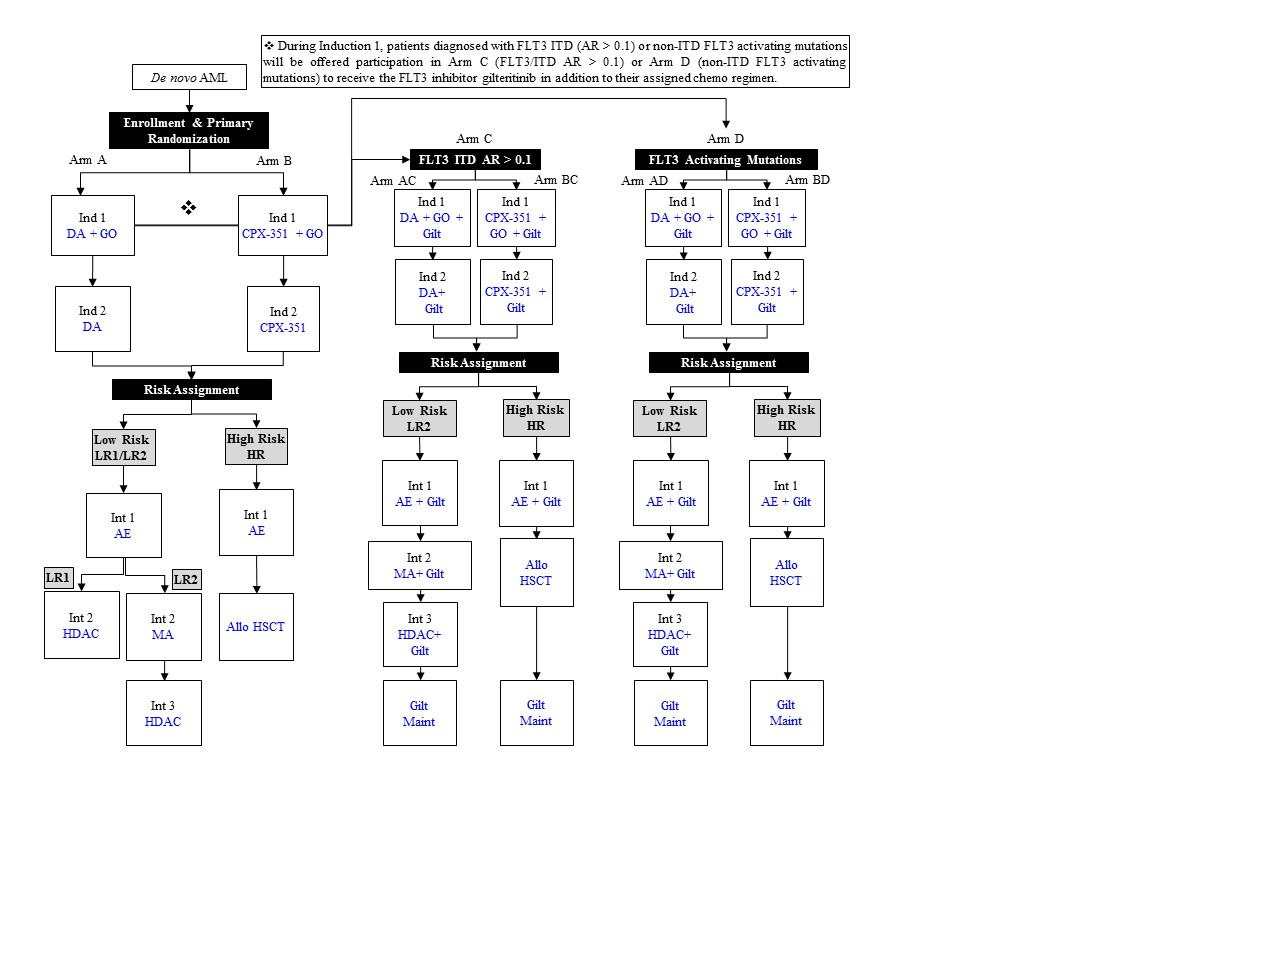 ❖ During Induction 1, patients diagnosed with FLT3 ITD (AR > 0.1) or non-ITD FLT3 activating mutations
will be offered participation in Arm C (FLT3/ITD AR > 0.1) or Arm D (non-ITD FLT3 activating
mutations) to receive the FLT3 inhibitor gilteritinib in addition to their assigned chemo regimen.
De novo AML
Enrollment & Primary
Randomization
Arm A
Arm B
Ind 1
DA + GO
❖
Ind 1
CPX-351 + GO
Ind 2
DA
Ind 2
CPX-351
Risk Assignment
Low Risk
LR1/LR2
High Risk
HR
Int 1
AE
Int 1
AE
LR1
LR2
Int 2
HDAC
Int 2
MA
Allo HSCT
Int 3
HDAC
Arm C
FLT3 ITD AR > 0.1
Arm AC
Arm BC
Ind 1
DA + GO +
Gilt
Ind 1
CPX-351 +
GO + Gilt
Ind 2
DA+
Gilt
Ind 2
CPX-351 +
Gilt
Risk Assignment
Low Risk
LR2
High Risk
HR
Int 1
AE + Gilt
Int 1
AE + Gilt
Int 2
MA+ Gilt
Allo
HSCT
Int 3
HDAC+
Gilt
Gilt
Maint
Gilt
Maint
Arm D
FLT3 Activating Mutations
Arm AD
Arm BD
Ind 1
DA + GO +
Gilt
Ind 1
CPX-351 +
GO + Gilt
Ind 2
DA+
Gilt
Ind 2
CPX-351 +
Gilt
Risk Assignment
Low Risk
LR2
High Risk
HR
Int 1
AE + Gilt
Int 1
AE + Gilt
Int 2
MA+ Gilt
Allo
HSCT
Int 3
HDAC+
Gilt
Gilt
Maint
Gilt
Maint